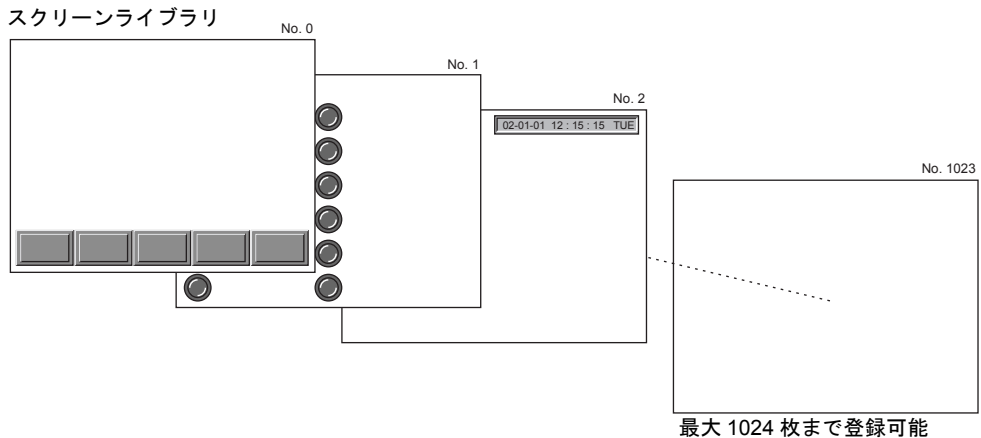 スクリーンライブラリ
No. 0
No. 1
No. 2
02-01-01 12 : 15 : 15 TUE
No. 1023
最大 1024 枚まで登録可能